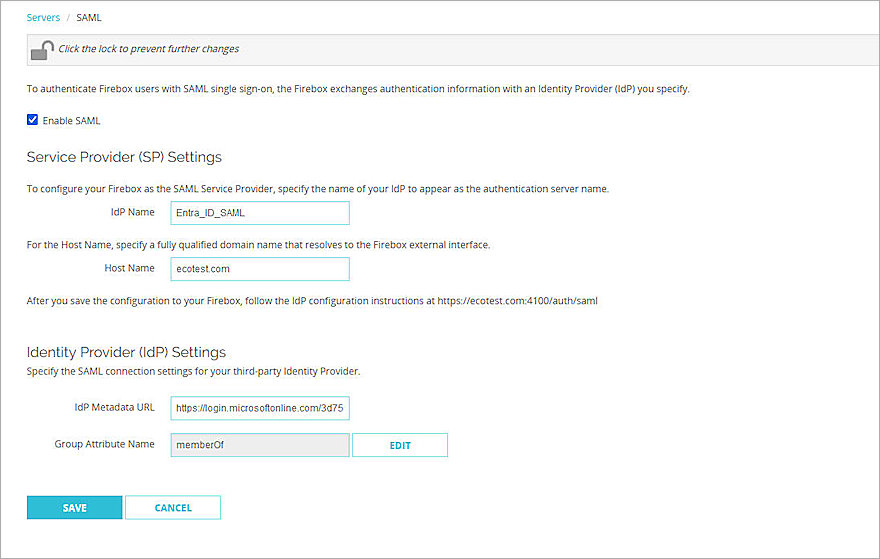 Servers / SAML
Click the lock to prevent further changes
To authenticate Firebox users with SAML single sign-on, the Firebox exchanges authentication information with an Identity Provider (IdP) you specify.
Enable SAML
Service Provider (SP) Settings
To configure your Firebox as the SAML Service Provider, specify the name of your IdP to appear as the authentication server name.
IdP Name Entra_ID_SAML
For the Host Name, specify a fully qualified domain name that resolves to the Firebox external interface.
Host Name ecotest.com
After you save the configuration to your Firebox, follow the IdP configuration instructions at https://ecotest.com:4100/auth/saml
Identity Provider (IdP) Settings
Specify the SAML connection settings for your third-party Identity Provider.
IdP Metadata URL https://login.microsoftonline.com/3d75
Group Attribute Name memberOf EDIT
SAVE CANCEL